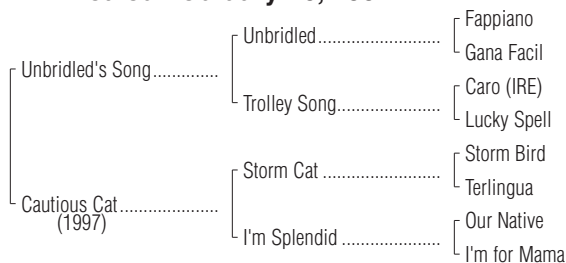 Unbridled's Song..............
Cautious Cat.....................
(1997)
Unbridled..........................
Trolley Song......................
Storm Cat ..........................
I'm Splendid ......................
Fappiano
Gana Facil
Caro (IRE)
Lucky Spell
Storm Bird
Terlingua
Our Native
I'm for Mama